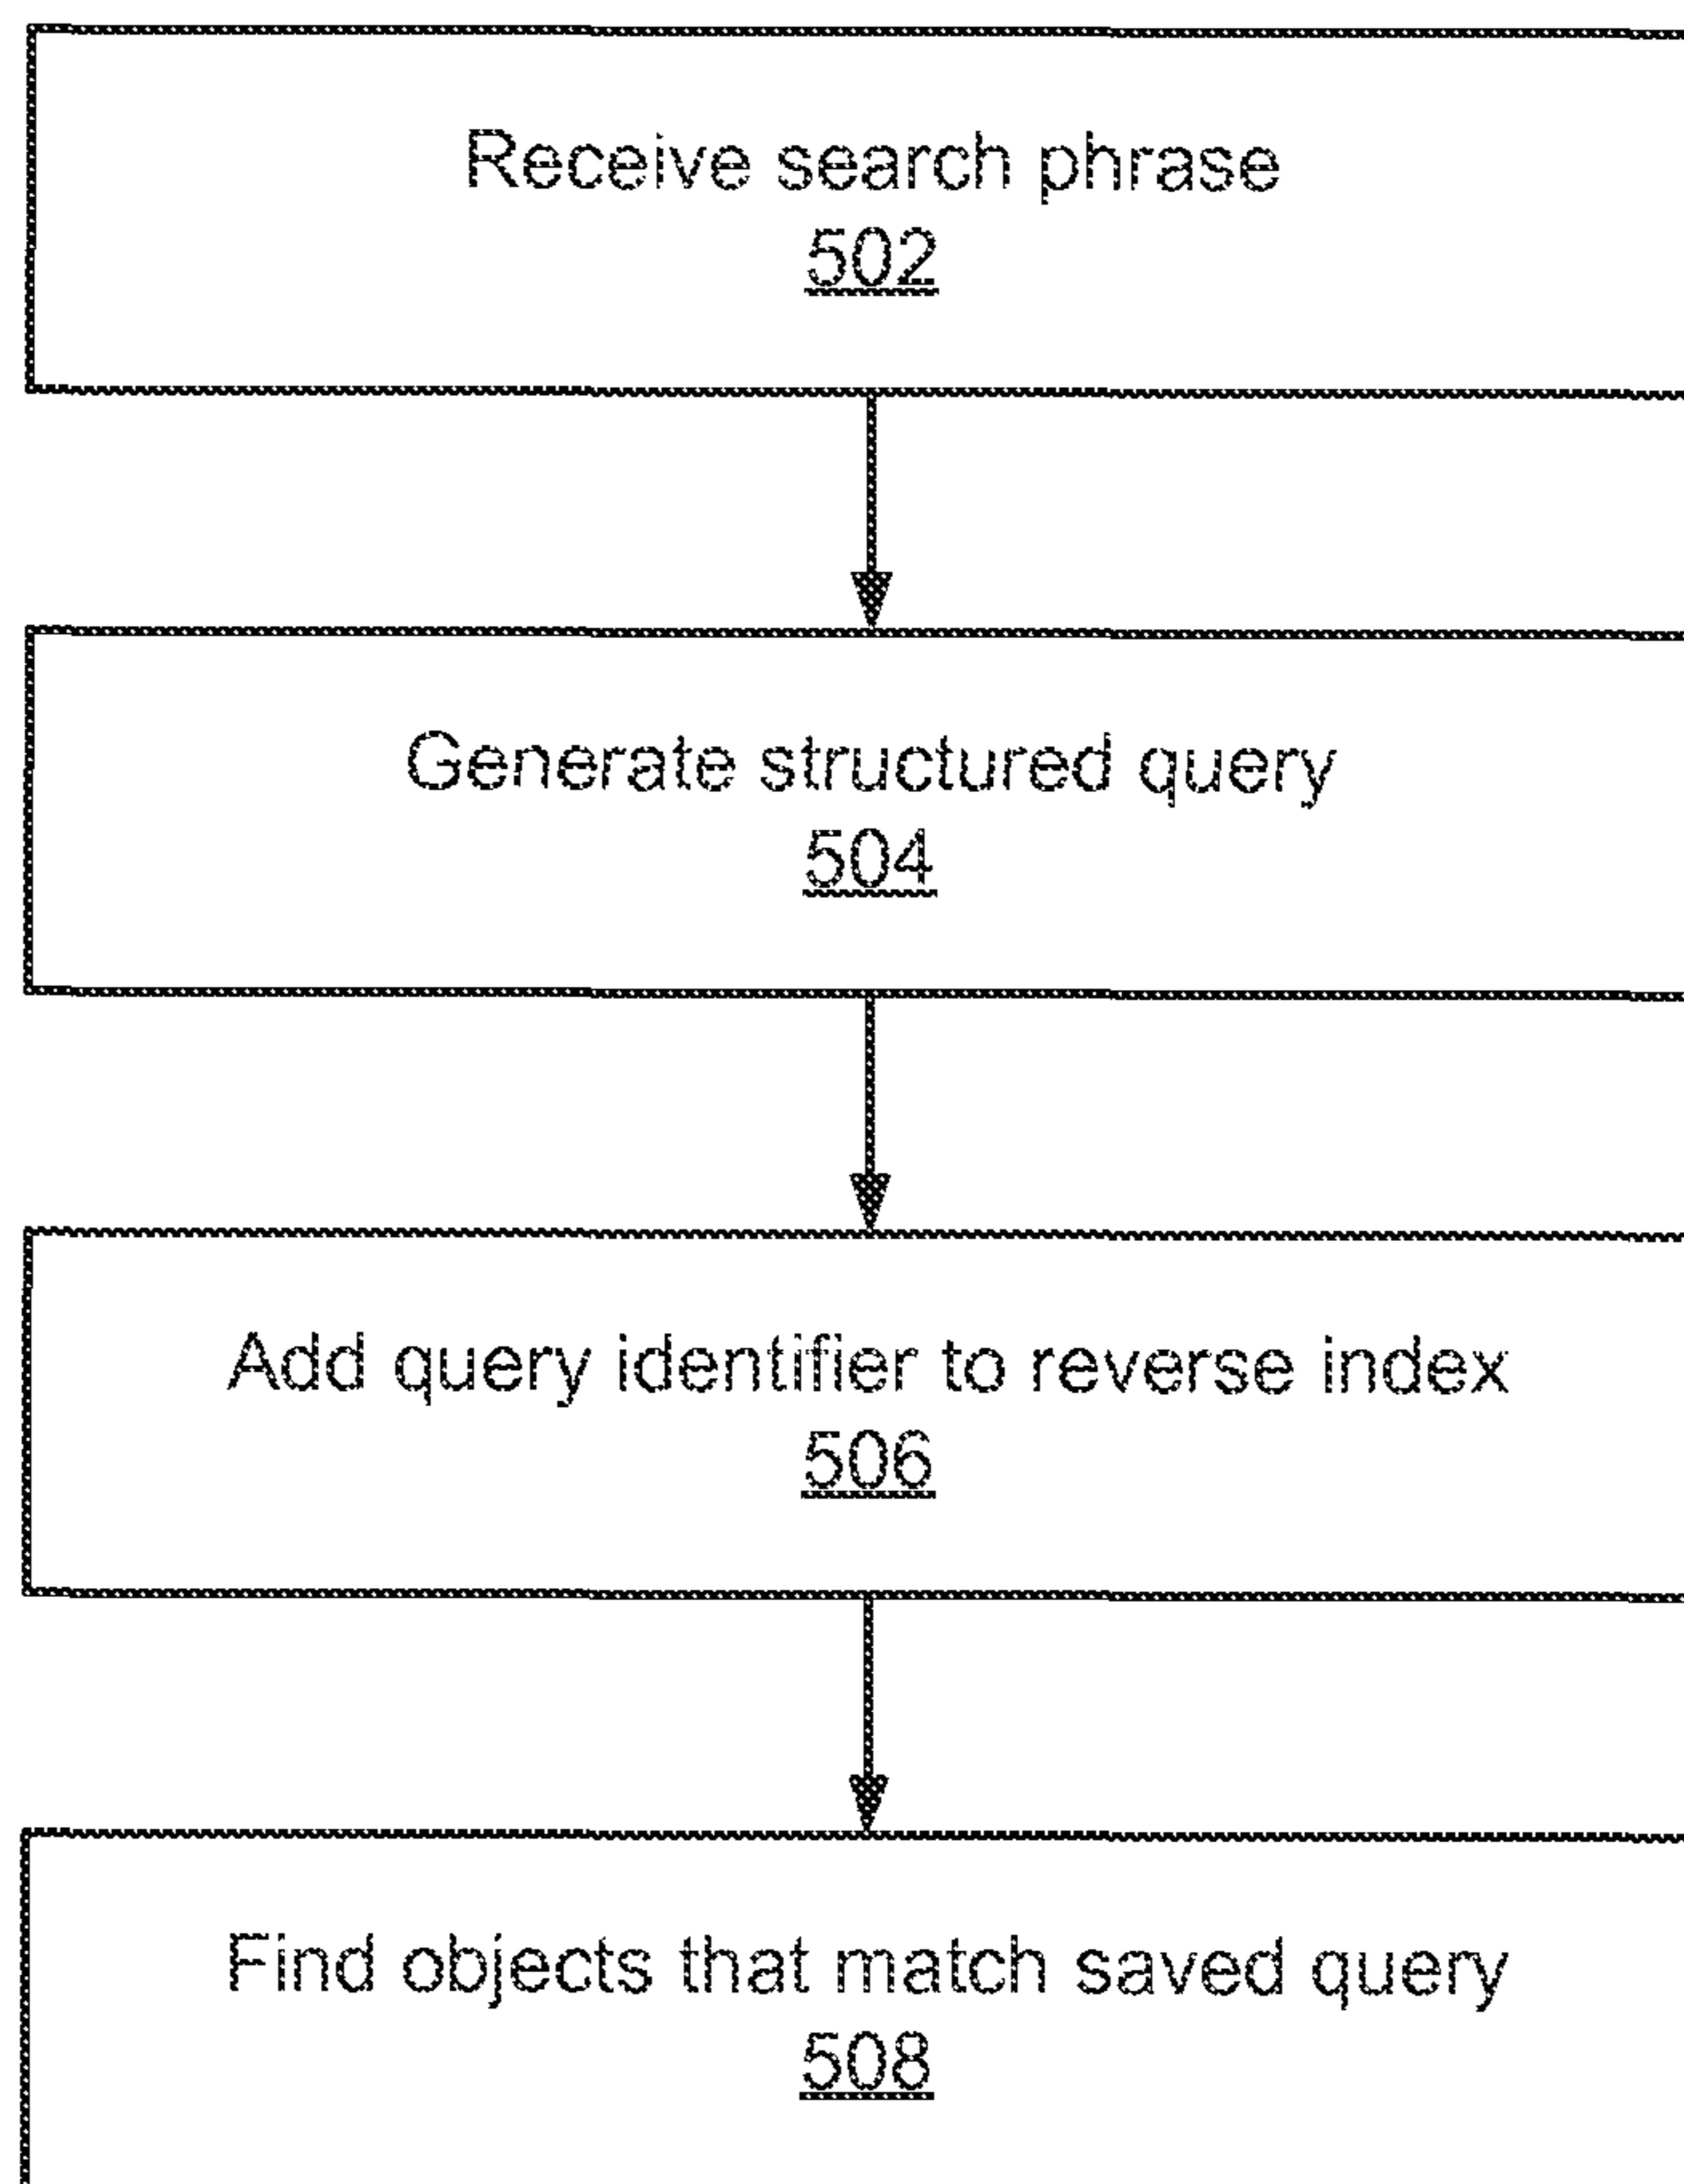 Receive search phrase
502
Generate structured query
504
Add query identifier to reverse index
506
Find objects that match saved query
508